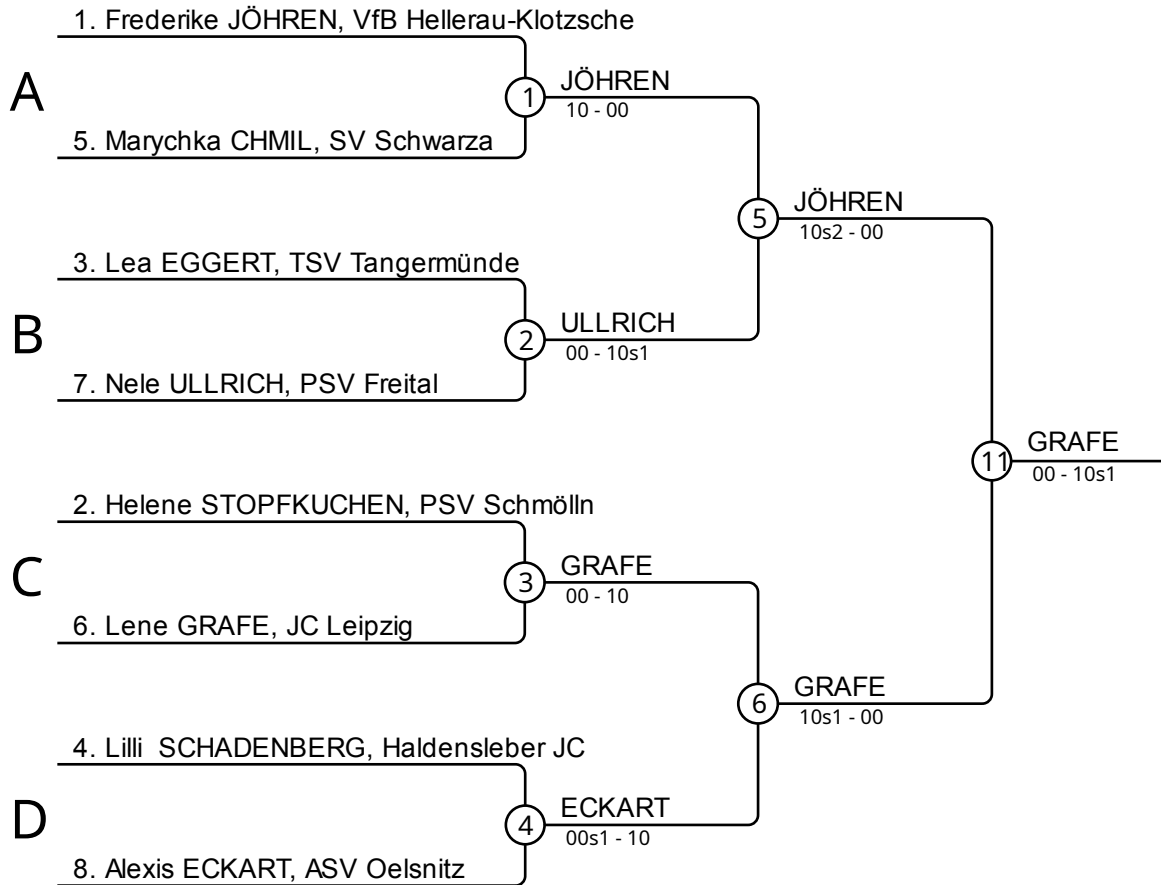 1. Frederike JÖHREN, VfB Hellerau-Klotzsche
A
1
JÖHREN
10 - 00
5. Marychka CHMIL, SV Schwarza
5
JÖHREN
10s2 - 00
3. Lea EGGERT, TSV Tangermünde
B
2
ULLRICH
00 - 10s1
7. Nele ULLRICH, PSV Freital
11
GRAFE
00 - 10s1
2. Helene STOPFKUCHEN, PSV Schmölln
C
3
GRAFE
00 - 10
6. Lene GRAFE, JC Leipzig
6
GRAFE
10s1 - 00
4. Lilli  SCHADENBERG, Haldensleber JC
D
4
ECKART
00s1 - 10
8. Alexis ECKART, ASV Oelsnitz